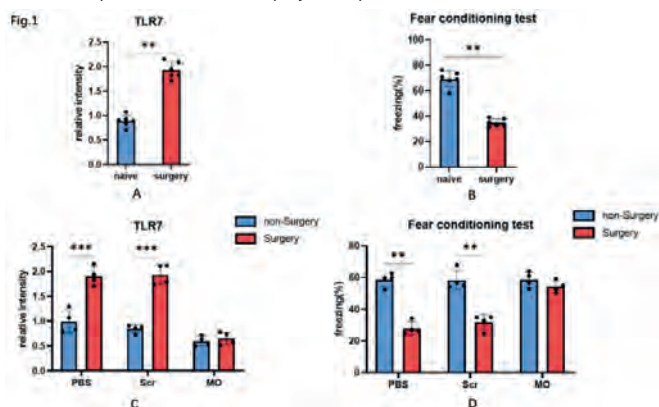 Fig.1
TLR7
**
relative intensity
2.5
2.0
1.5
1.0
0.5
0.0
naive surgery
A
Fear conditioning test
**
freezing(%)
100
80
60
40
20
0
naive surgery
B
non-Surgery
Surgery
TLR7
*** ***
relative intensity
2.5
2.0
1.5
1.0
0.5
0.0
PBS Scr MO
C
non-Surgery
Surgery
Fear conditioning test
** **
freezing(%)
80
60
40
20
0
PBS Scr MO
D